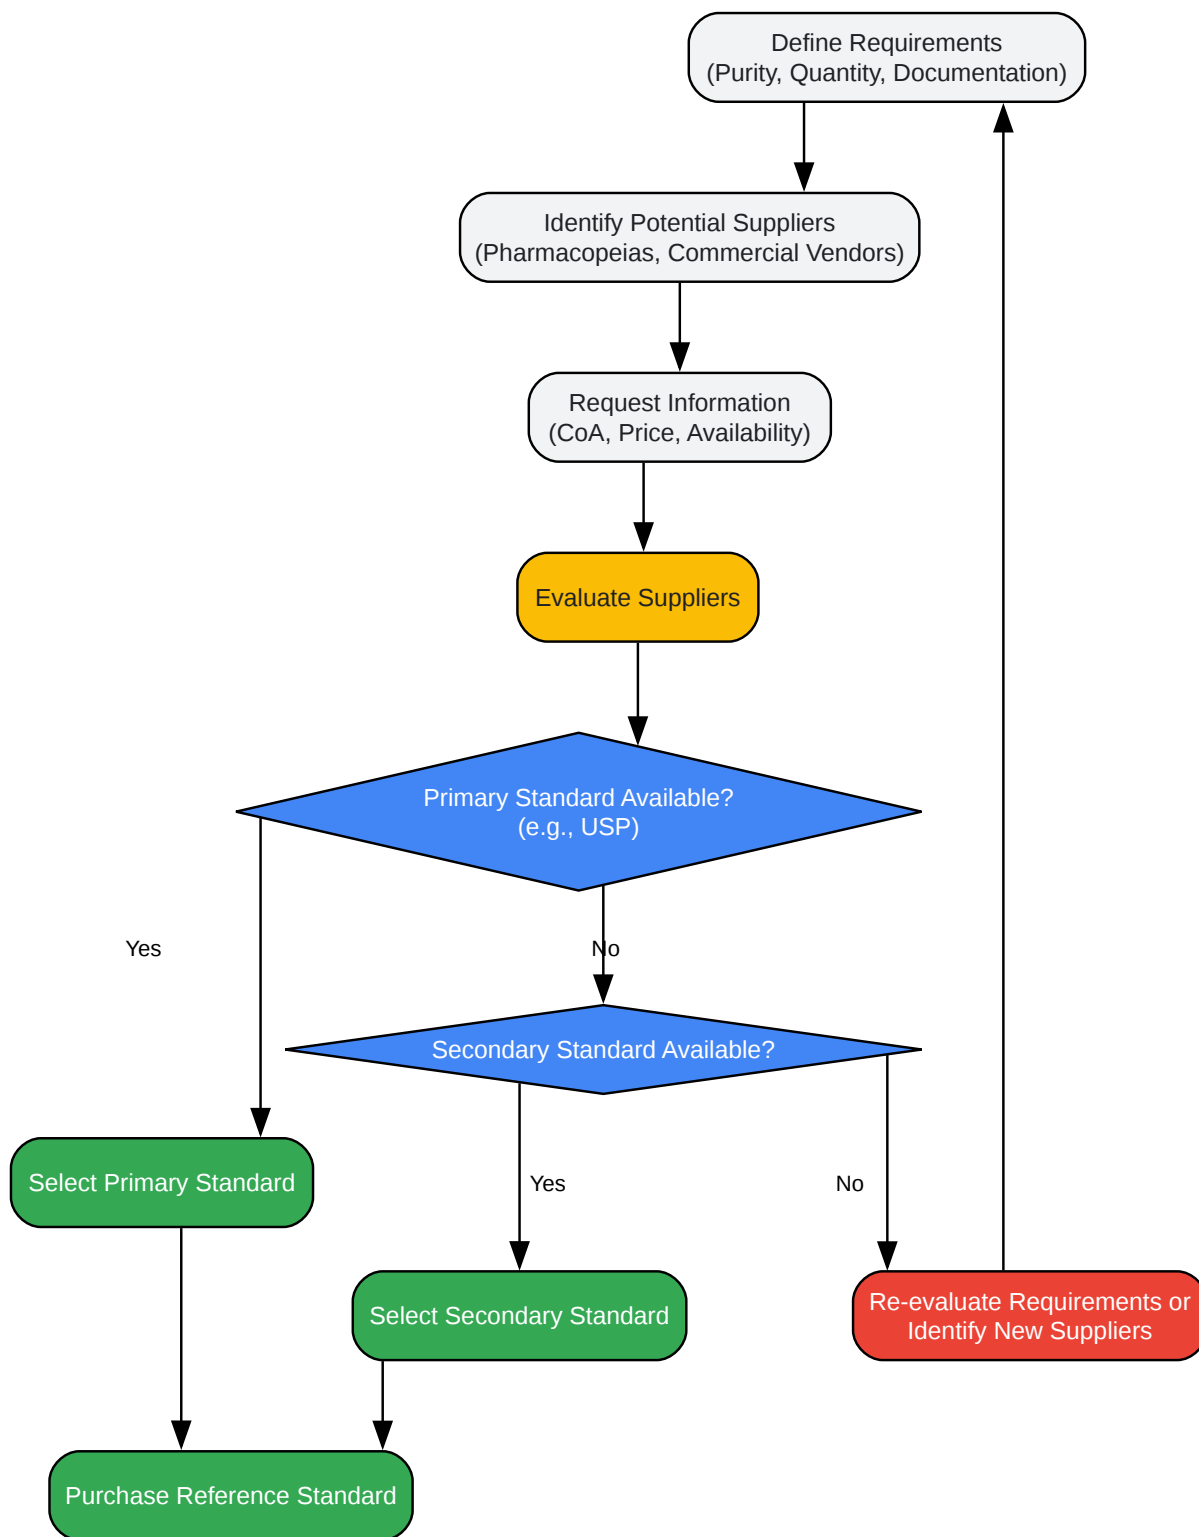 Define Requirements
(Purity, Quantity, Documentation)
Identify Potential Suppliers
(Pharmacopeias, Commercial Vendors)
Request Information
(CoA, Price, Availability)
Evaluate Suppliers
Primary Standard Available?
(e.g., USP)
Yes
No
Secondary Standard Available?
Select Primary Standard
Yes
No
Select Secondary Standard
Re-evaluate Requirements or
Identify New Suppliers
Purchase Reference Standard